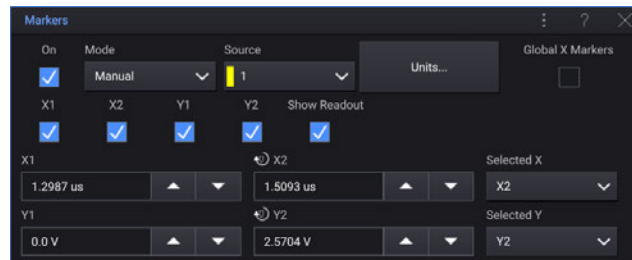 Markers ?
On Mode Source Global X Markers
Manual 1 Units...
X1 X2 Y1 Y2 Show Readout
X1 X2 Selected X
1.2987 us 1.5093 us X2
Y1 Y2 Selected Y
0.0 V 2.5704 V Y2